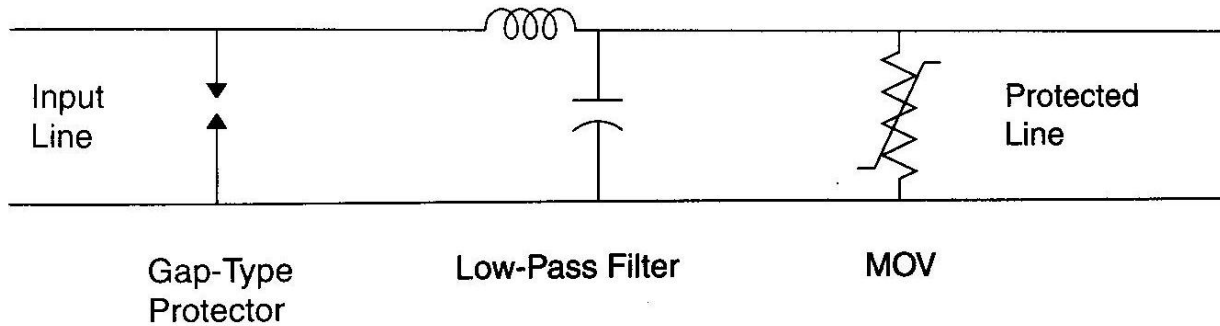 Input
Line
Protected
Line
Gap-Type
Protector
Low-Pass Filter
MOV